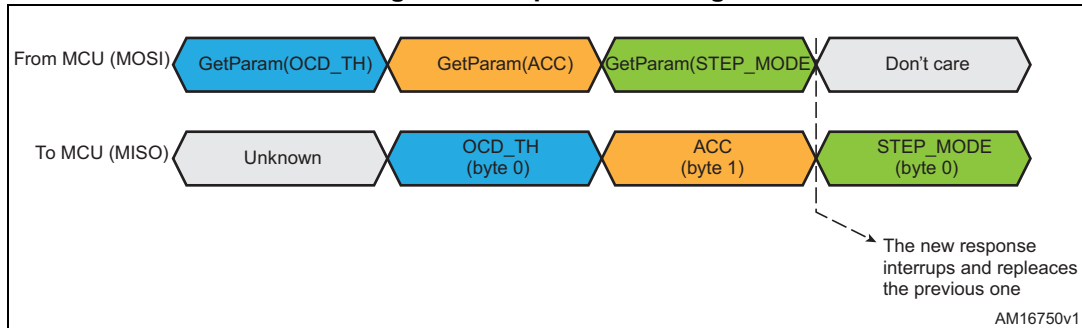 From MCU (MOSI) GetParam(OCD_TH) GetParam(ACC) GetParam(STEP_MODE Don't care
To MCU (MISO) Unknown OCD_TH (byte 0) ACC (byte 1) STEP_MODE (byte 0)
The new response
interrups and repleaces
the previous one
AM16750v1